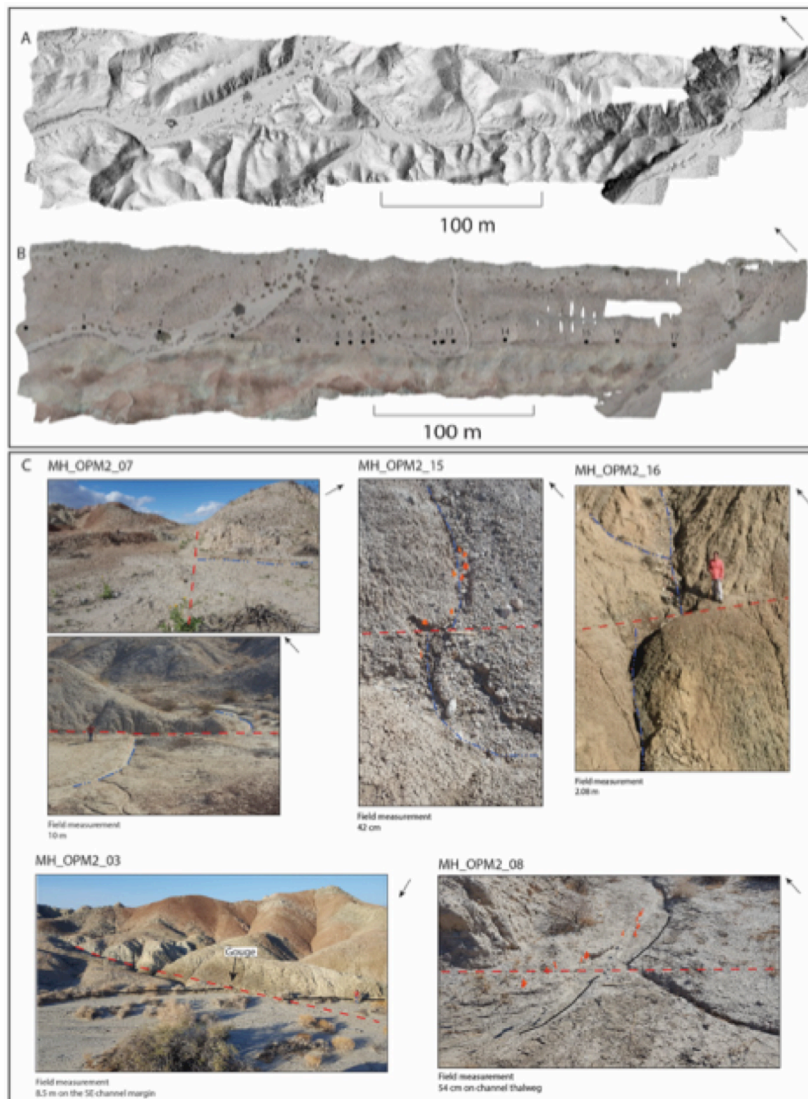 A
100 m
B
100 m
C
MH_OPM2_07
MH_OPM2_15
MH_OPM2_16
Field measurement
10 m
Field measurement
42 cm
Field measurement
2.08 m
MH_OPM2_03
MH_OPM2_08
Gouge
Field measurement
8.5 m on the SE channel margin
Field measurement
54 cm on channel thalweg